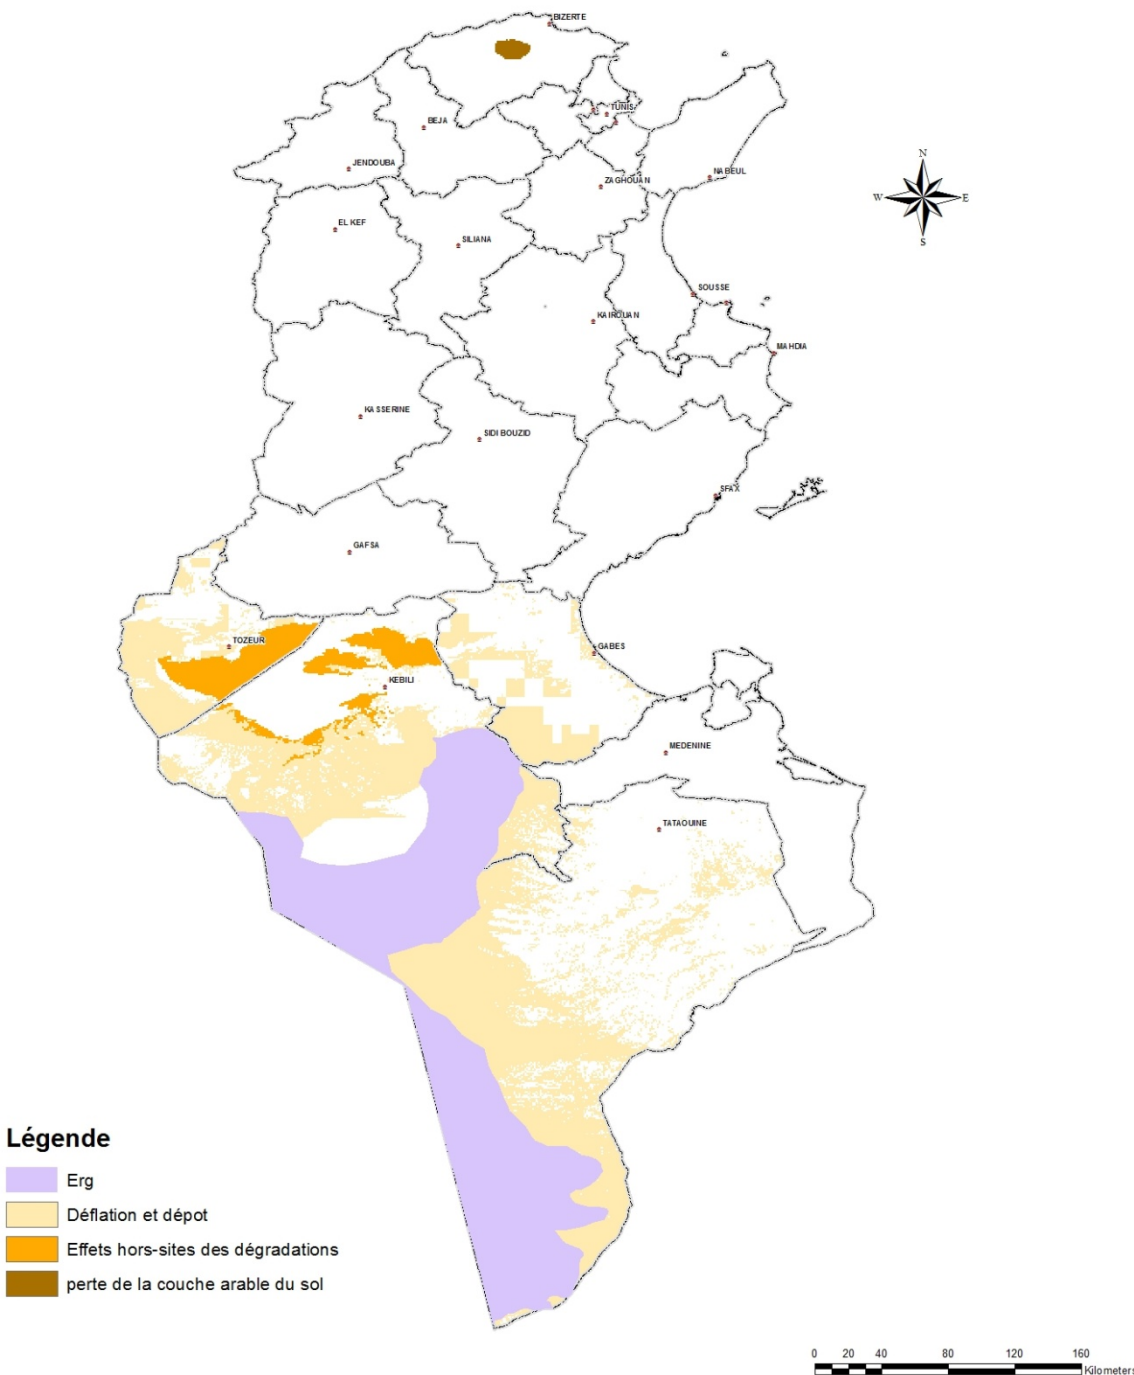 BIZERTE
TUNIS
BEJA
JENDOUBA
ZAGHOUAN
NABEUL
N
W
E
S
EL KEF
SILIANA
SOUSSE
KAIROUAN
MAHDIA
KASSERINE
SIDI BOUZID
SFAX
GAFSA
TOZEUR
GABES
KEBILI
MEDENINE
TATAOUINE
Légende
Erg
Déflation et dépot
Effets hors-sites des dégradations
perte de la couche arable du sol
0 20 40 80 120 160
Kilometers